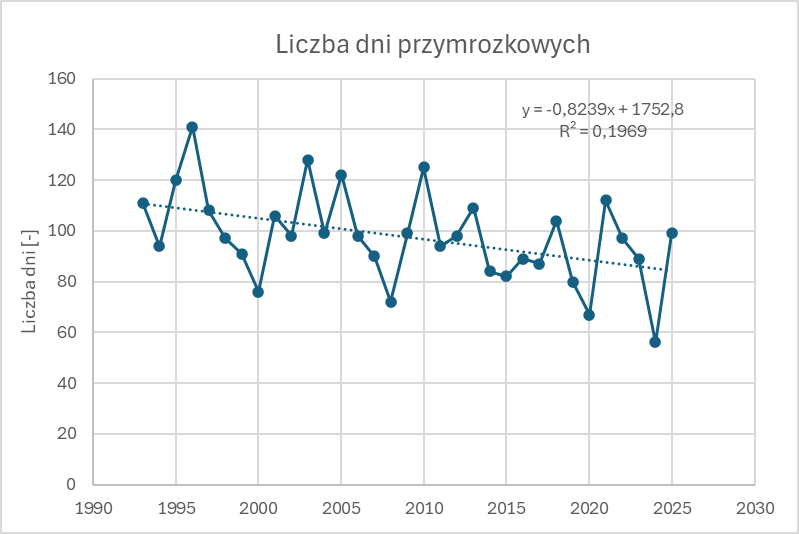 Liczba dni przymrozkowych
y = -0,8239x + 1752,8
R² = 0,1969
Liczba dni [-]
160
140
120
100
80
60
40
20
0
1990 1995 2000 2005 2010 2015 2020 2025 2030